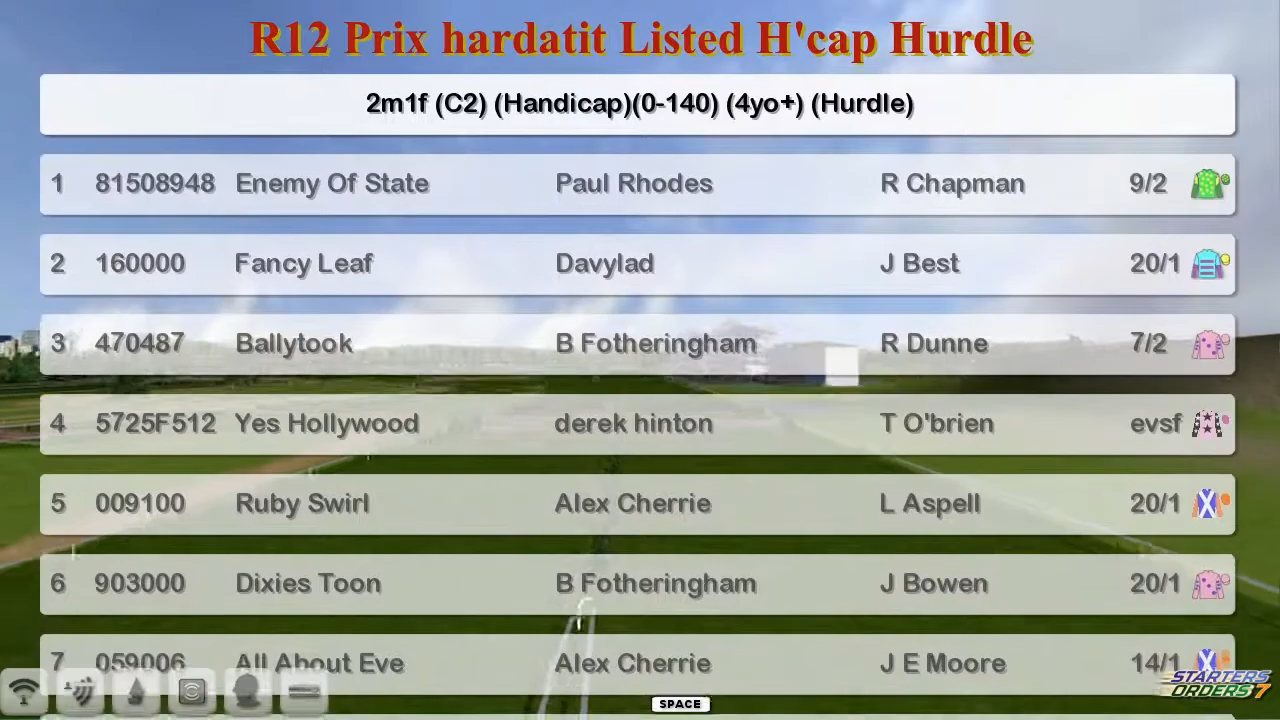 R12 Prix hardatit Listed H'cap Hurdle
2m1f (C2) (Handicap)(0-140) (4yo+) (Hurdle)
1 81508948 Enemy Of State Paul Rhodes R Chapman 9/2
2 160000 Fancy Leaf Davylad J Best 20/1
3 470487 Ballytook B Fotheringham R Dunne 7/2
4 5725F512 Yes Hollywood derek hinton T O'brien evsf
5 009100 Ruby Swirl Alex Cherrie L Aspell 20/1
6 903000 Dixies Toon B Fotheringham J Bowen 20/1
7 059006 All About Eve Alex Cherrie J E Moore 14/1
STARTERS
ORDERS 7
SPACE